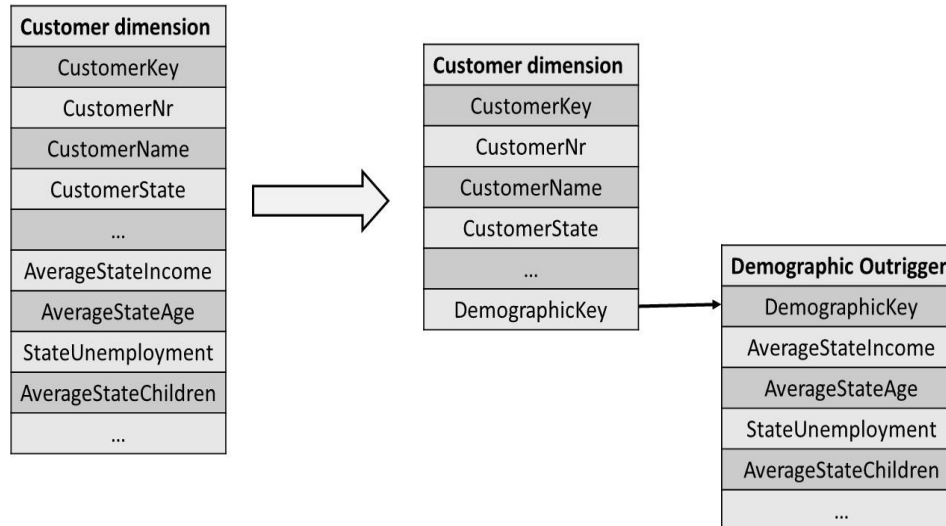 Customer dimension
CustomerKey
CustomerNr
CustomerName
CustomerState
...
AverageStateIncome
AverageStateAge
StateUnemployment
AverageStateChildren
...
Customer dimension
CustomerKey
CustomerNr
CustomerName
CustomerState
...
DemographicKey
Demographic Outrigger
DemographicKey
AverageStateIncome
AverageStateAge
StateUnemployment
AverageStateChildren
...